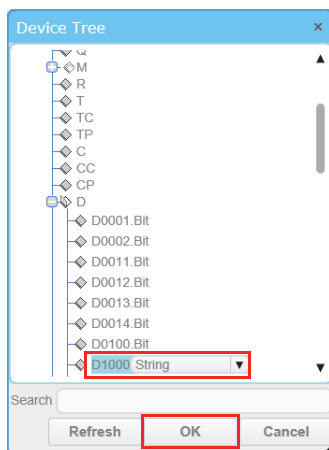 Device Tree ×
Q
M
R
T
TC
TP
C
CC
CP
D
D0001.Bit
D0002.Bit
D0011.Bit
D0012.Bit
D0013.Bit
D0014.Bit
D0100.Bit
D1000 String
Search
Refresh OK Cancel